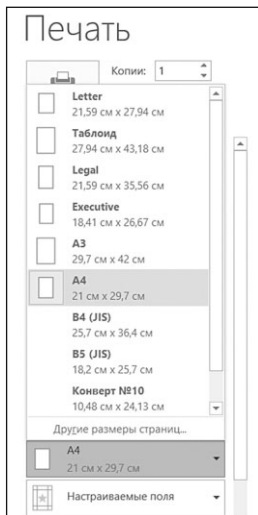 Печать
Копии: 1
Letter
21,59 см x 27,94 см
Таблоид
27,94 см x 43,18 см
Legal
21,59 см x 35,56 см
Executive
18,41 см x 26,67 см
A3
29,7 см x 42 см
A4
21 см x 29,7 см
B4 (JIS)
25,7 см x 36,4 см
B5 (JIS)
18,2 см x 25,7 см
Конверт №10
10,48 см x 24,13 см
Другие размеры страниц...
A4
21 см x 29,7 см
Настраиваемые поля